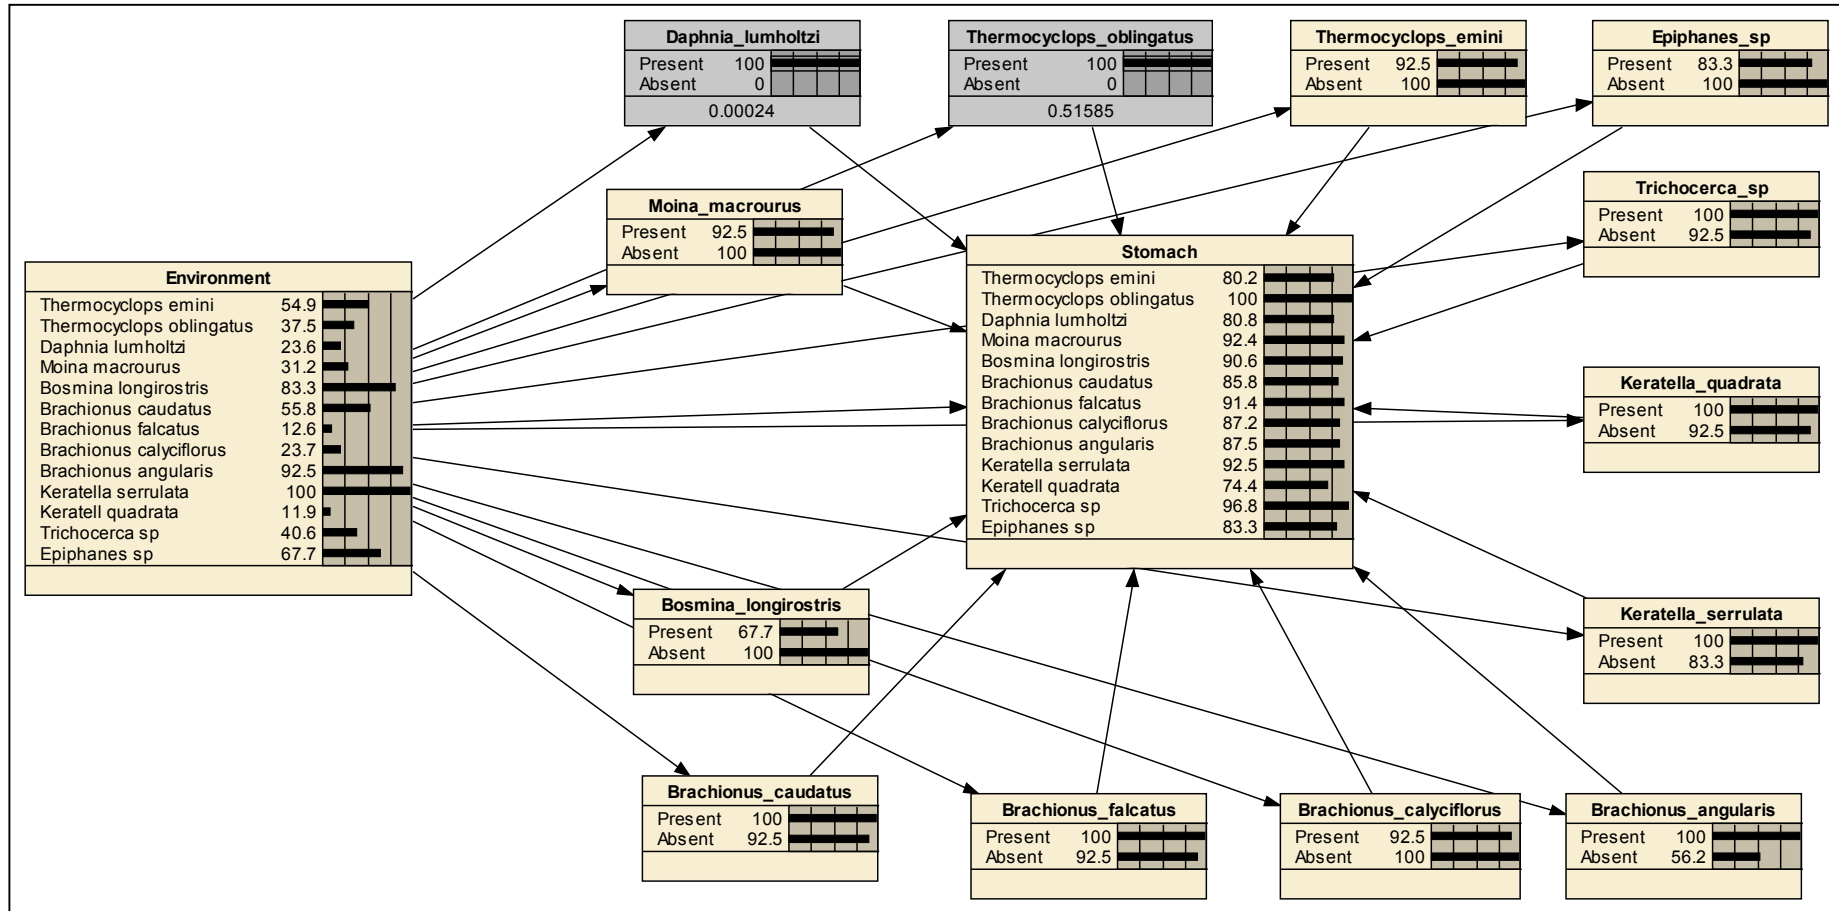 Daphnia_lumholtzi
Present 100
Absent 0
0.00024
Thermocyclops_oblingatus
Present 100
Absent 0
0.51585
Thermocyclops_emini
Present 92.5
Absent 100
Epiphanes_sp
Present 83.3
Absent 100
Moina_macrourus
Present 92.5
Absent 100
Trichocerca_sp
Present 100
Absent 92.5
Environment
Thermocyclops emini 54.9
Thermocyclops oblingatus 37.5
Daphnia lumholtzi 23.6
Moina macrourus 31.2
Bosmina longirostris 83.3
Brachionus caudatus 55.8
Brachionus falcatus 12.6
Brachionus calyciflorus 23.7
Brachionus angularis 92.5
Keratella serrulata 100
Keratell quadrata 11.9
Trichocerca sp 40.6
Epiphanes sp 67.7
Stomach
Thermocyclops emini 80.2
Thermocyclops oblingatus 100
Daphnia lumholtzi 80.8
Moina macrourus 92.4
Bosmina longirostris 90.6
Brachionus caudatus 85.8
Brachionus falcatus 91.4
Brachionus calyciflorus 87.2
Brachionus angularis 87.5
Keratella serrulata 92.5
Keratell quadrata 74.4
Trichocerca sp 96.8
Epiphanes sp 83.3
Keratella_quadrata
Present 100
Absent 92.5
Bosmina_longirostris
Present 67.7
Absent 100
Keratella_serrulata
Present 100
Absent 83.3
Brachionus_caudatus
Present 100
Absent 92.5
Brachionus_falcatus
Present 100
Absent 92.5
Brachionus_calyciflorus
Present 92.5
Absent 100
Brachionus_angularis
Present 100
Absent 56.2